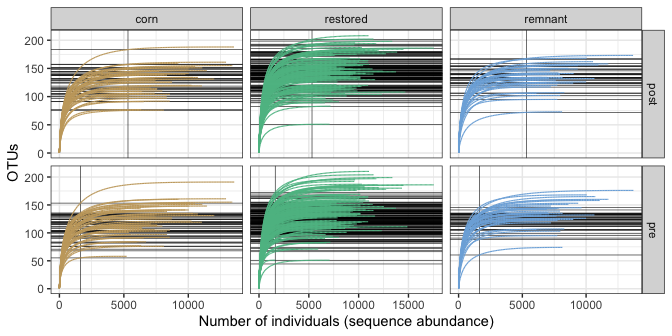 corn restored remnant
200
150
100
50
0
post
OTUs
200
150
100
50
0
pre
0 5000 10000 0 5000 10000 15000 0 5000 10000
Number of individuals (sequence abundance)